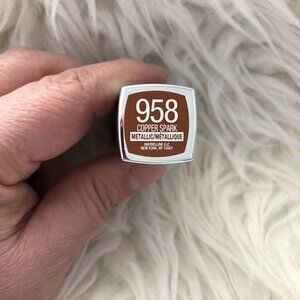 958
COPPER SPARK
METALLIC/MÉTALLIQUE
MAYBELLINE LLC
NEW YORK, NY 10001